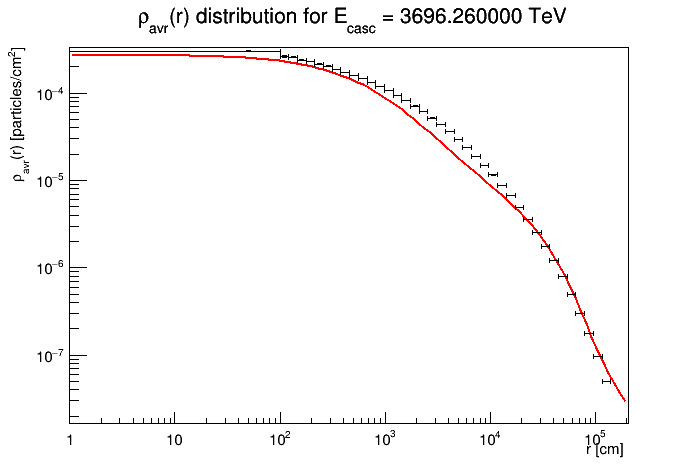 ρavr(r) distribution for Ecasc = 3696.260000 TeV
ρavr(r) [particles/cm²]
10⁻⁴
10⁻⁵
10⁻⁶
10⁻⁷
1 10 10² 10³ 10⁴ 10⁵
r [cm]